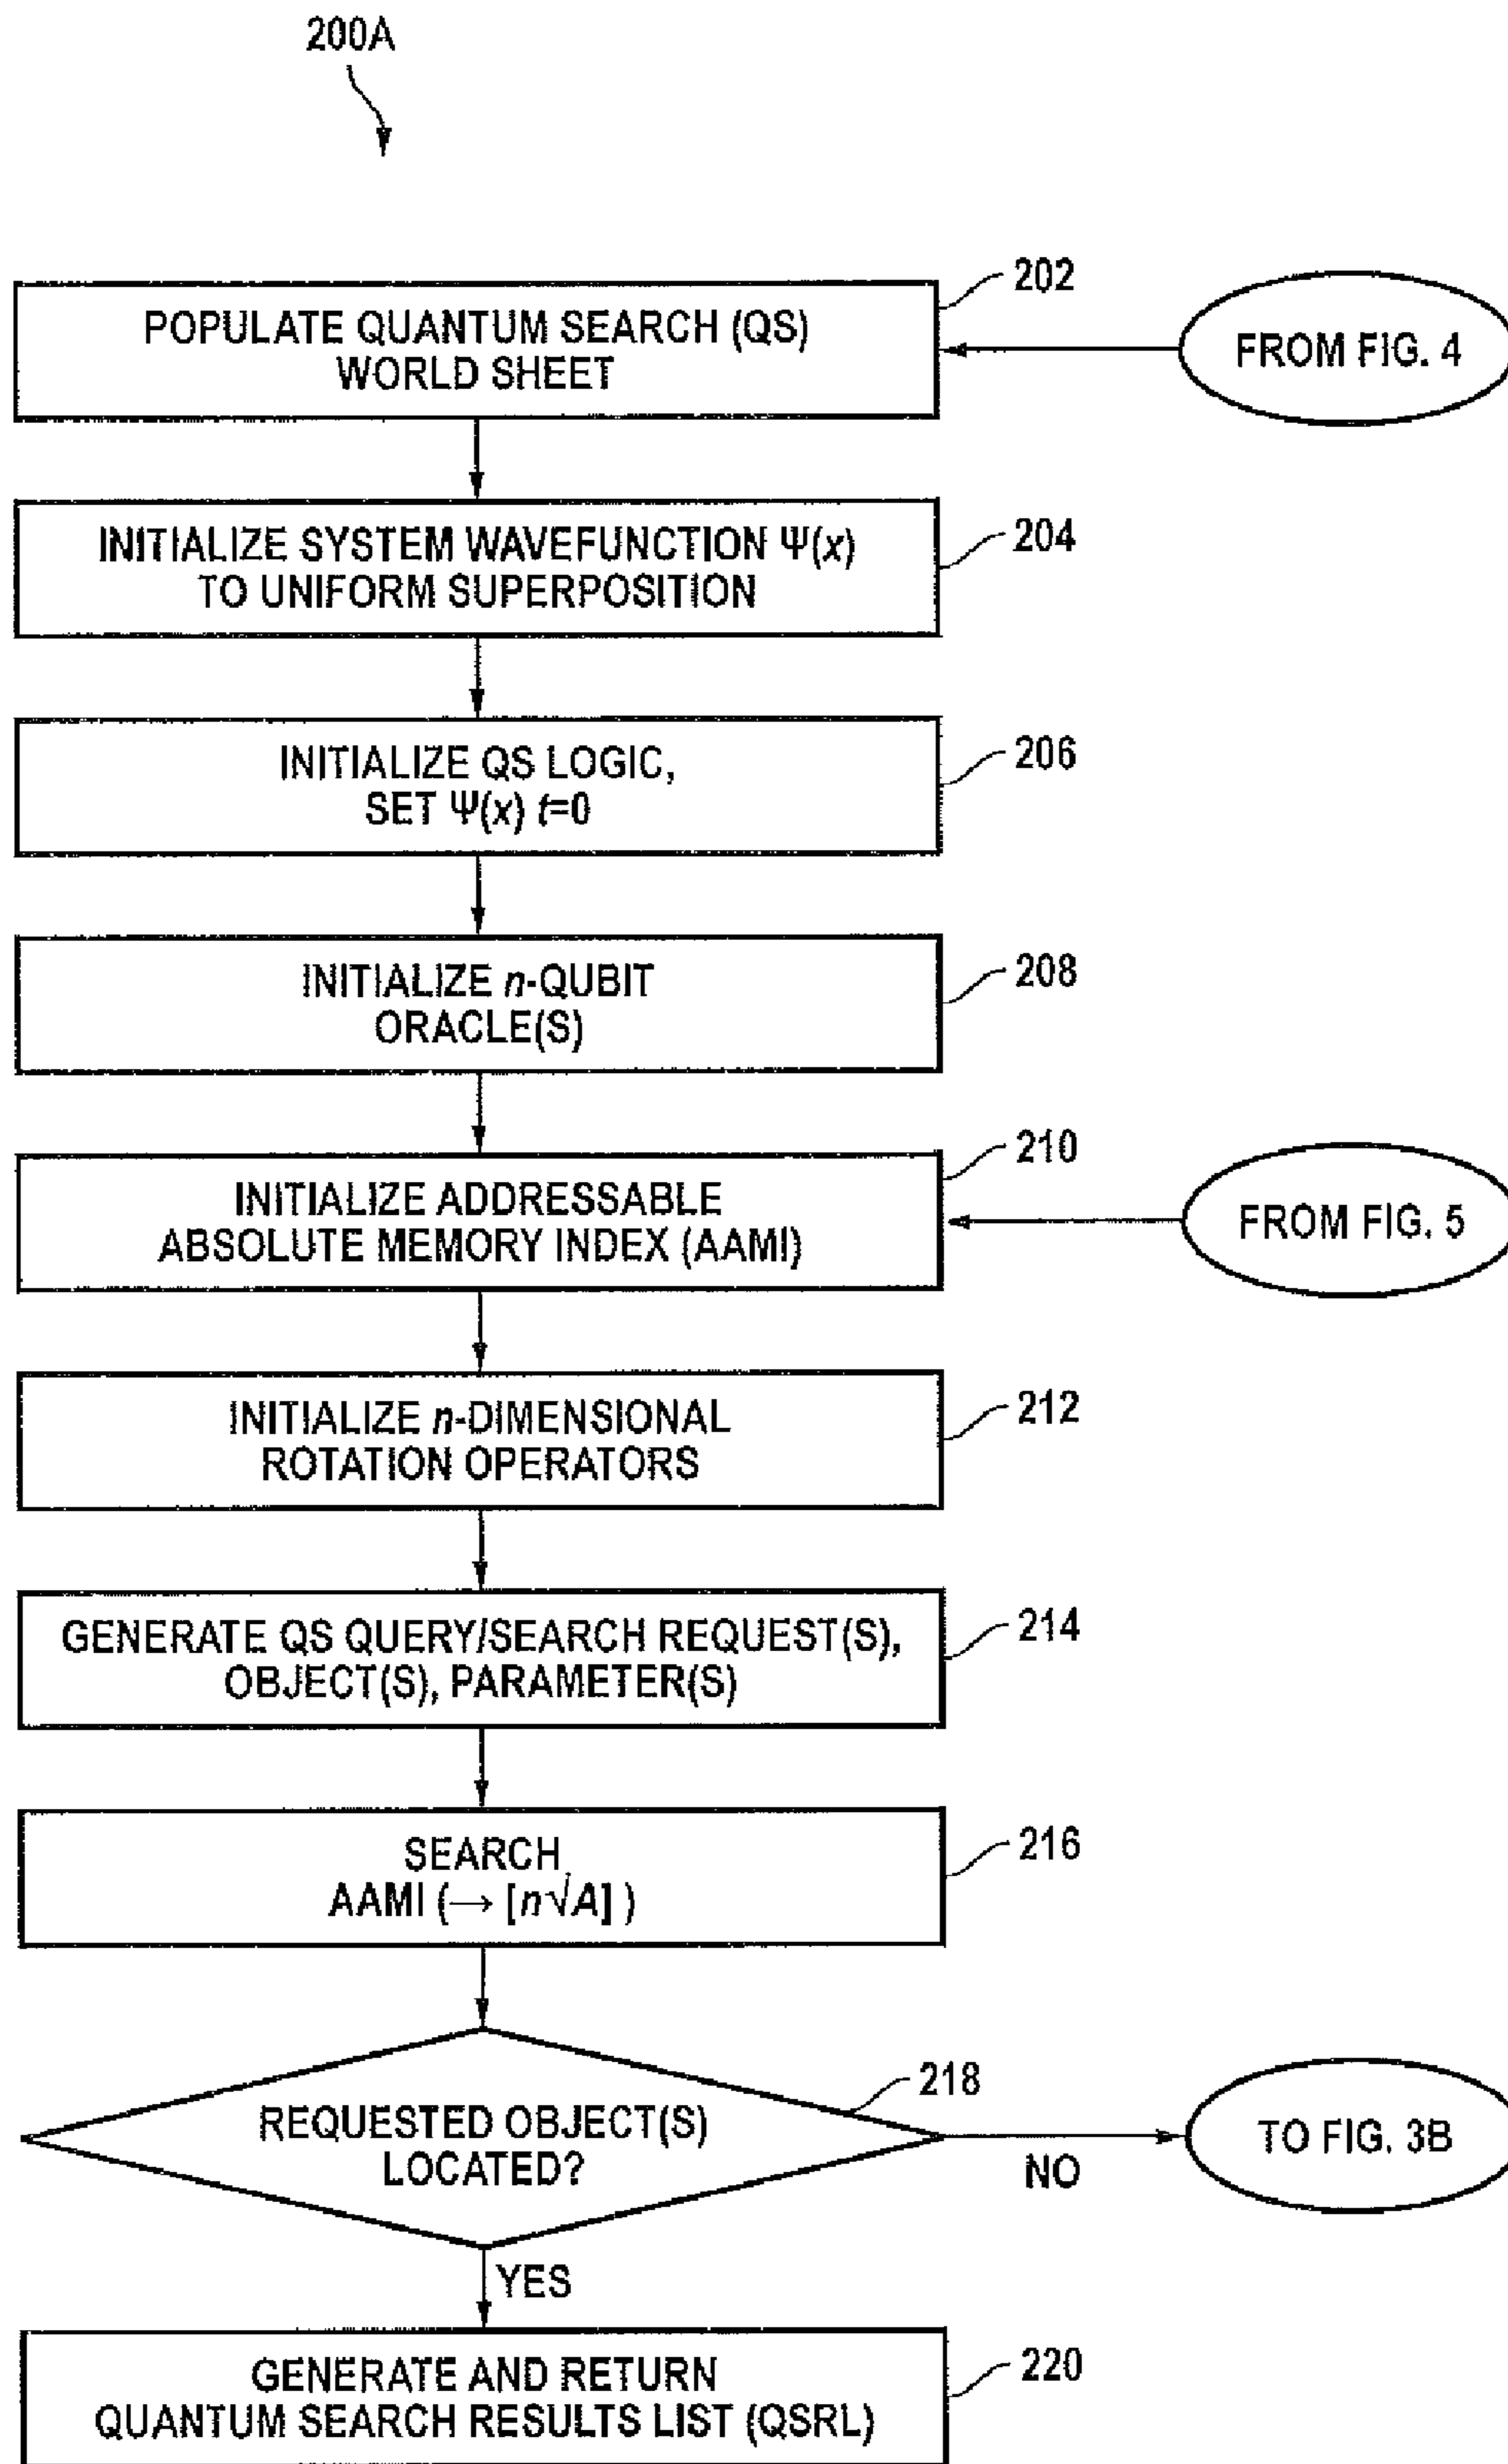 200A
POPULATE QUANTUM SEARCH (QS)
WORLD SHEET
202
FROM FIG. 4
INITIALIZE SYSTEM WAVEFUNCTION Ψ(x)
TO UNIFORM SUPERPOSITION
204
INITIALIZE QS LOGIC,
SET Ψ(x) t=0
206
INITIALIZE n-QUBIT
ORACLE(S)
208
INITIALIZE ADDRESSABLE
ABSOLUTE MEMORY INDEX (AAMI)
210
FROM FIG. 5
INITIALIZE n-DIMENSIONAL
ROTATION OPERATORS
212
GENERATE QS QUERY/SEARCH REQUEST(S),
OBJECT(S), PARAMETER(S)
214
SEARCH
AAMI (→ [n√A] )
216
REQUESTED OBJECT(S)
LOCATED?
218
NO
TO FIG. 3B
YES
GENERATE AND RETURN
QUANTUM SEARCH RESULTS LIST (QSRL)
220